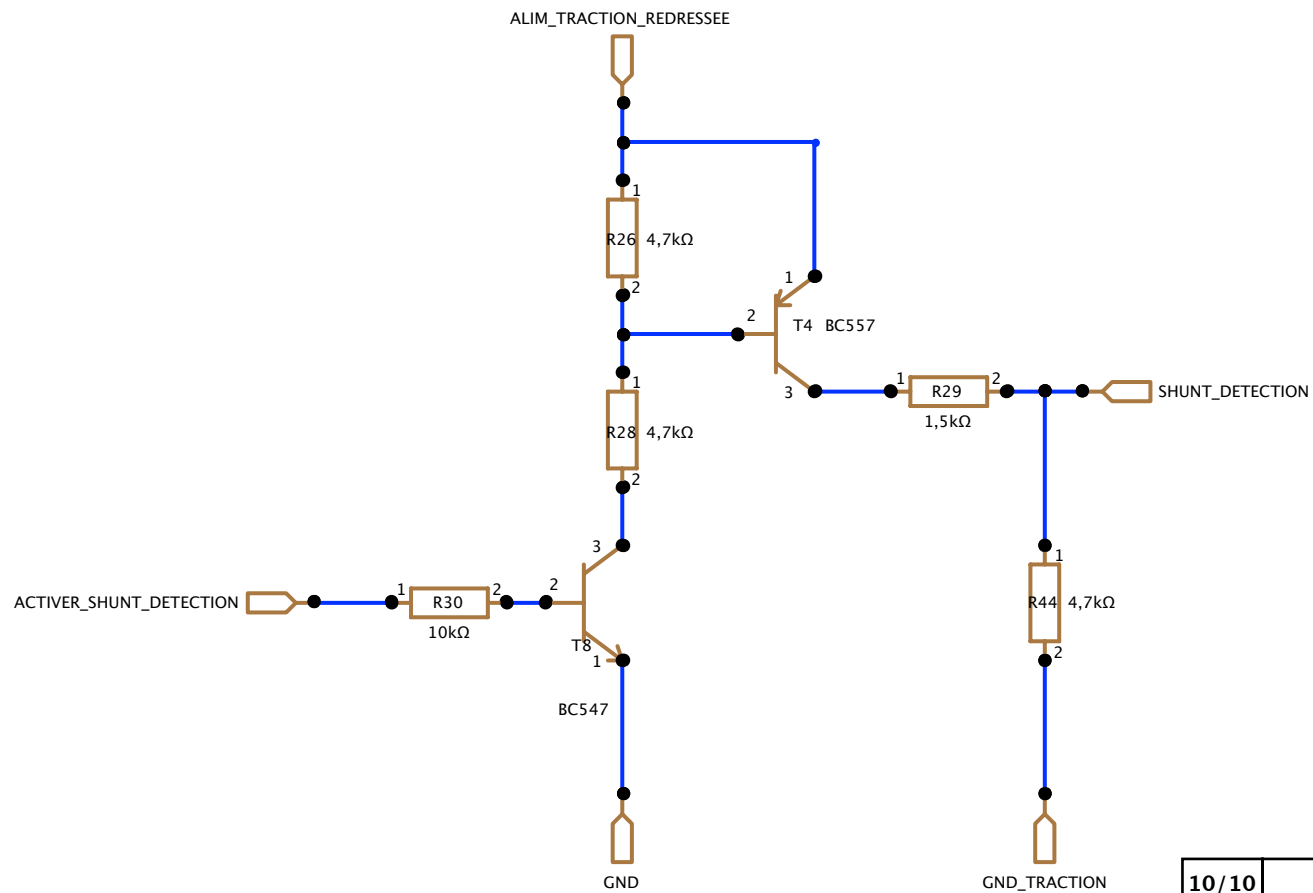 ALIM_TRACTION_REDRESSEE
1
R26 4,7kΩ
2
1
2
T4 BC557
3
1
R28 4,7kΩ
2
1 R29 2
1,5kΩ
SHUNT_DETECTION
3
ACTIVER_SHUNT_DETECTION
1 R30 2
10kΩ
2
T8
1
BC547
1
R44 4,7kΩ
2
GND
GND_TRACTION
10/10